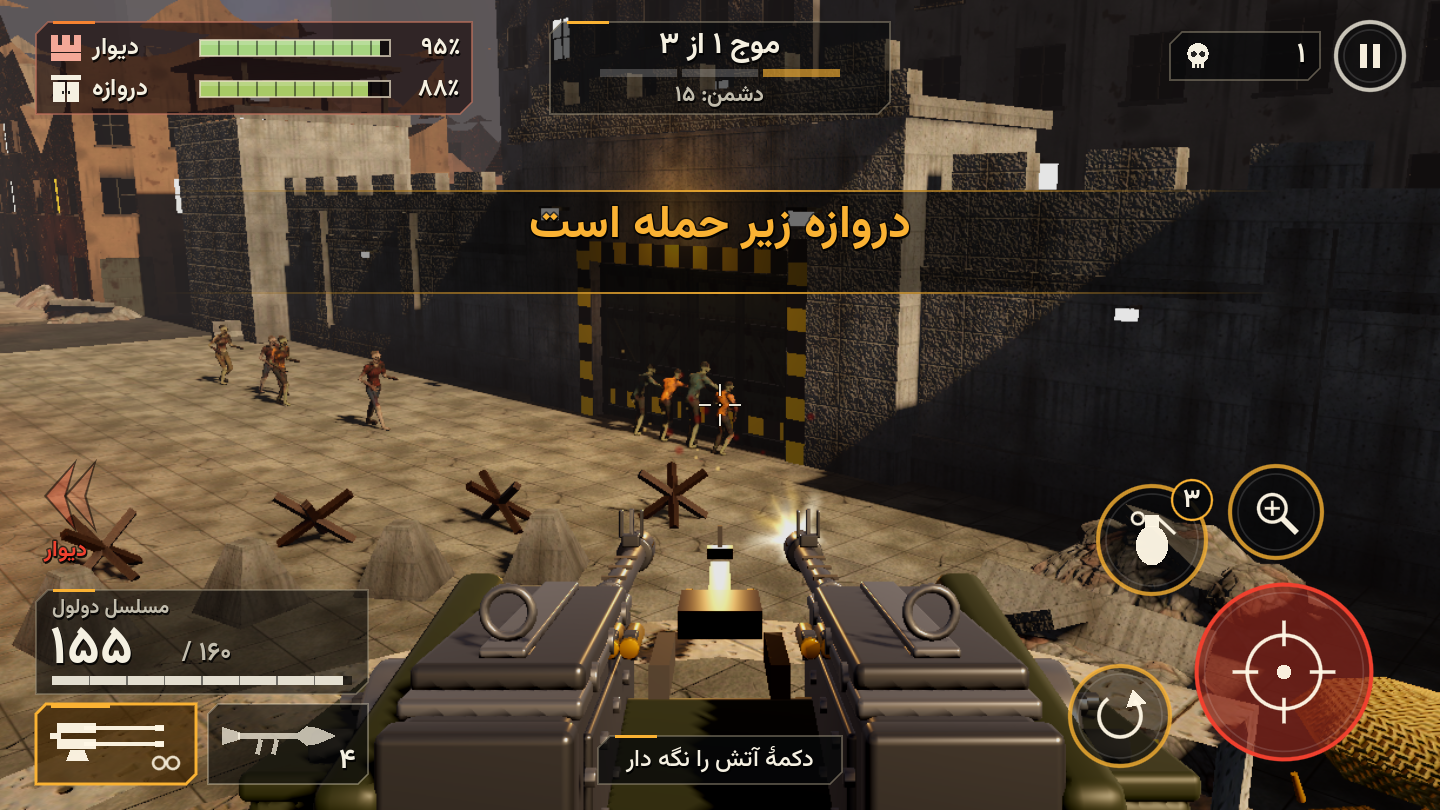 دیوار ۹۵٪
دروازه ۸۸٪
موج ۱ از ۳
دشمن: ۱۵
۱
دروازه زیر حمله است
دیوار
۳
مسلسل دولول
۱۵۵ / ۱۶۰
∞
۴
دکمهٔ آتش را نگه دار